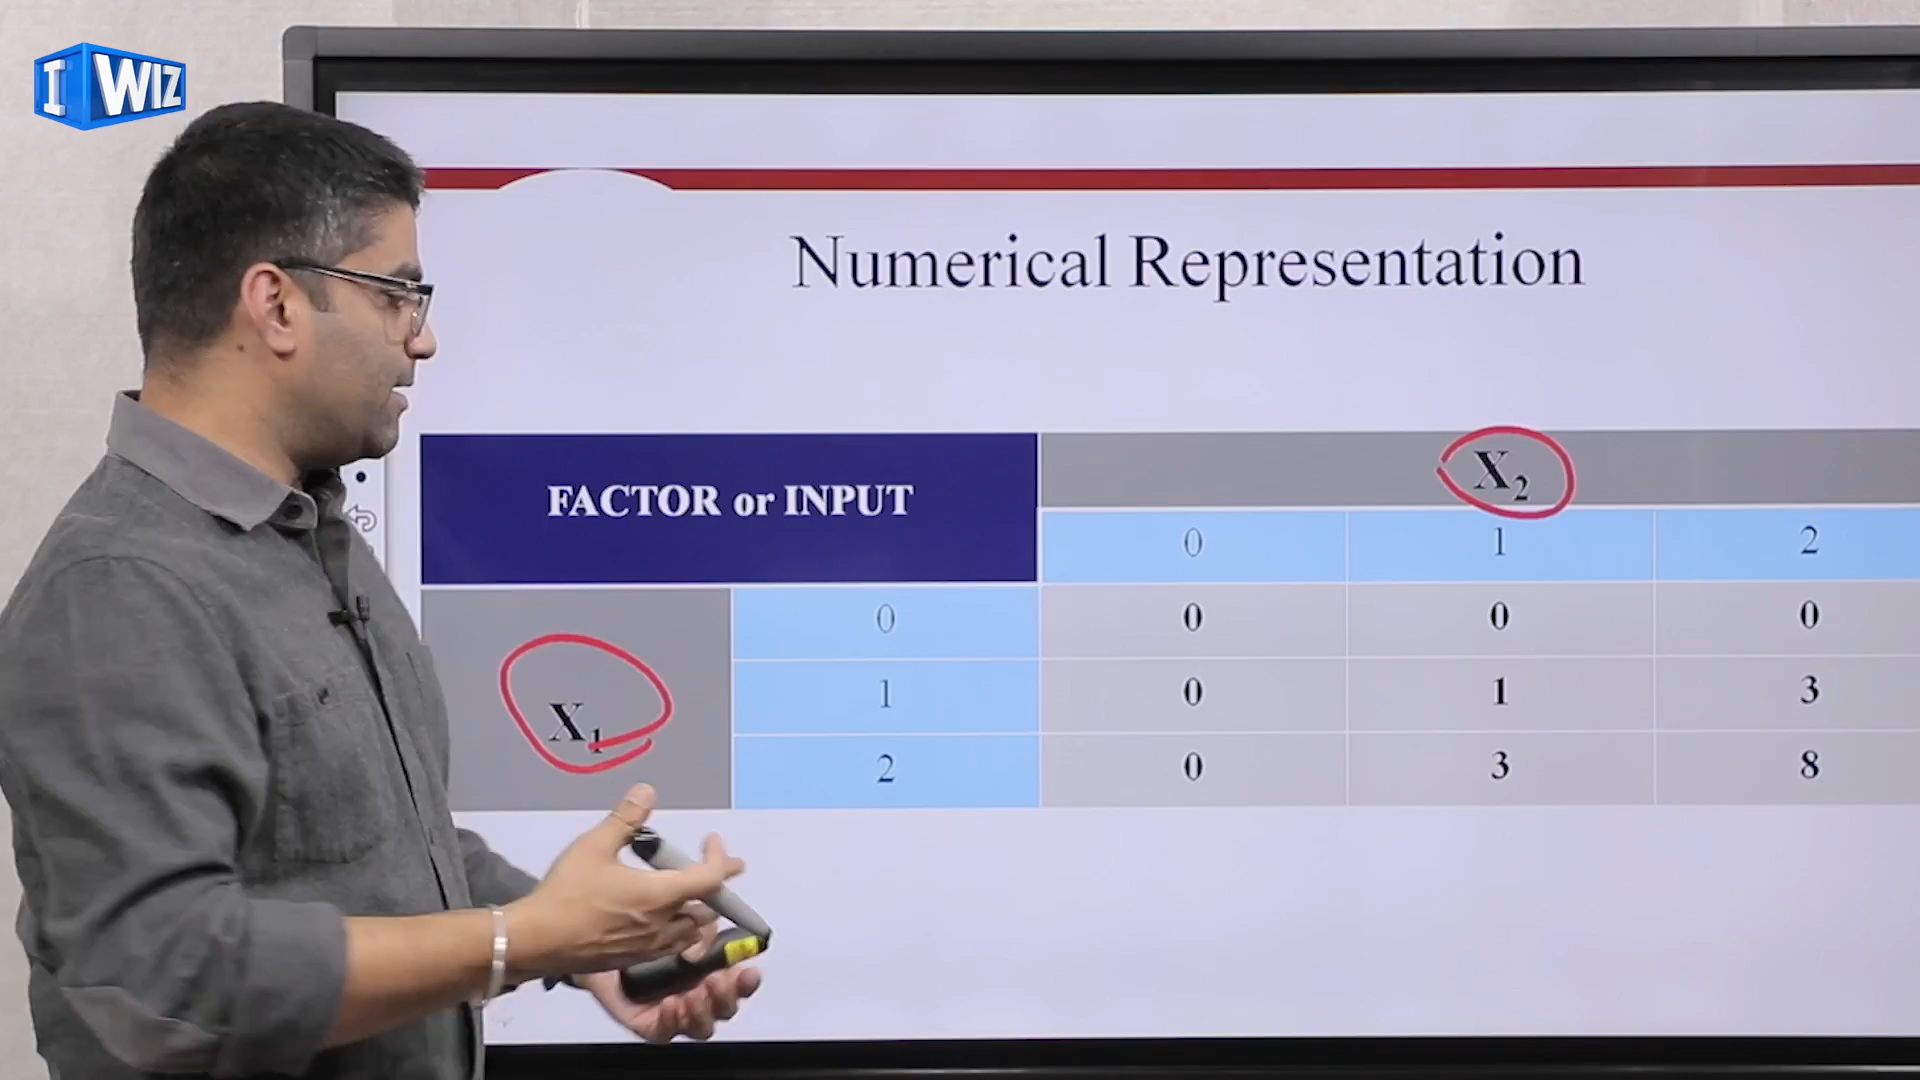 I WIZ
Numerical Representation
FACTOR or INPUT
X₂
0 1 2
0 0 0 0
X₁ 1 0 1 3
2 0 3 8